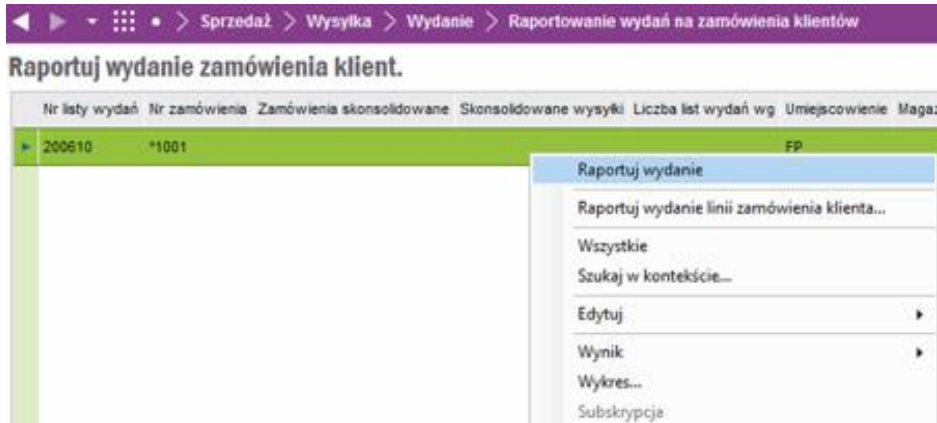 Sprzedaż > Wysyłka > Wydanie > Raportowanie wydań na zamówienia klientów
Raportuj wydanie zamówienia klient.
Nr listy wydań Nr zamówienia Zamówienia skonsolidowane Skonsolidowane wysyłki Liczba list wydań wg Umiejscowienie Magaz
200610 *1001 FP
Raportuj wydanie
Raportuj wydanie linii zamówienia klienta...
Wszystkie
Szukaj w kontekście...
Edytuj
Wynik
Wykres...
Subskrypcja